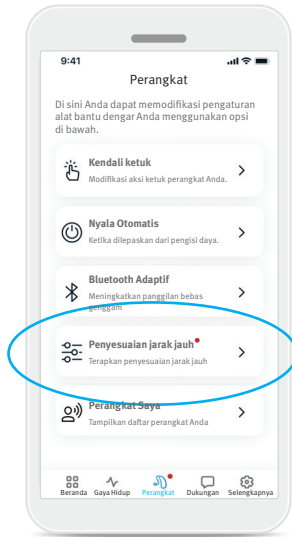 9:41
Perangkat
Di sini Anda dapat memodifikasi pengaturan
alat bantu dengar Anda menggunakan opsi
di bawah.
Kendali ketuk
Modifikasi aksi ketuk perangkat Anda.
Nyala Otomatis
Ketika dilepaskan dari pengisi daya.
Bluetooth Adaptif
Meningkatkan panggilan bebas
genggam
Penyesuaian jarak jauh
Terapkan penyesuaian jarak jauh
Perangkat Saya
Tampilkan daftar perangkat Anda
Beranda Gaya Hidup Perangkat Dukungan Selengkapnya